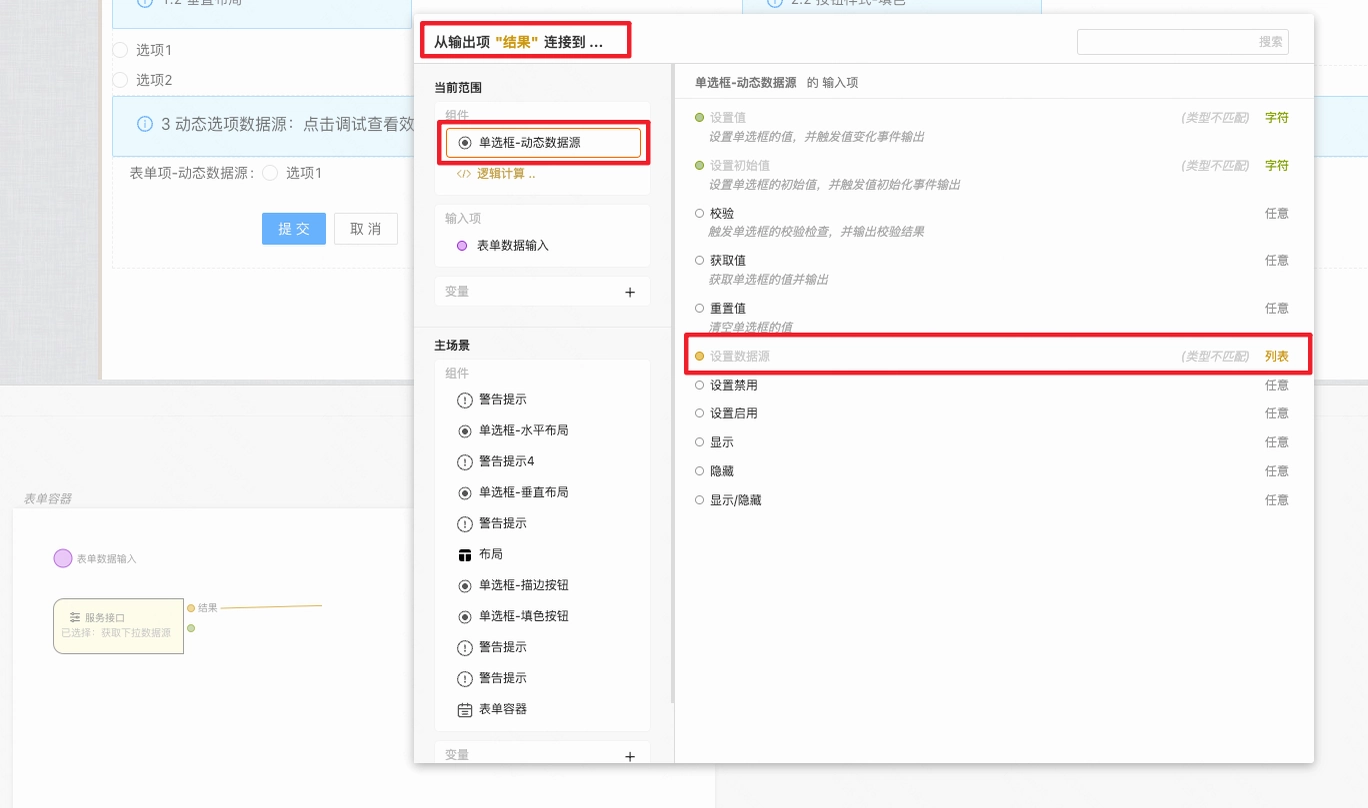 1.2 垂直布局
2.2 按钮样式-填色
选项1
选项2
3 动态选项数据源：点击调试查看效
表单项-动态数据源：
选项1
提 交
取 消
表单容器
表单数据输入
服务接口
已选择：获取下拉数据源
结果
从输出项 "结果" 连接到 ...
搜索
当前范围
组件
单选框-动态数据源
</> 逻辑计算 ..
输入项
表单数据输入
变量
+
主场景
组件
警告提示
单选框-水平布局
警告提示4
单选框-垂直布局
警告提示
布局
单选框-描边按钮
单选框-填色按钮
警告提示
警告提示
表单容器
变量
+
单选框-动态数据源 的 输入项
设置值 (类型不匹配) 字符
设置单选框的值，并触发值变化事件输出
设置初始值 (类型不匹配) 字符
设置单选框的初始值，并触发值初始化事件输出
校验 任意
触发单选框的校验检查，并输出校验结果
获取值 任意
获取单选框的值并输出
重置值 任意
清空单选框的值
设置数据源 (类型不匹配) 列表
设置禁用 任意
设置启用 任意
显示 任意
隐藏 任意
显示/隐藏 任意